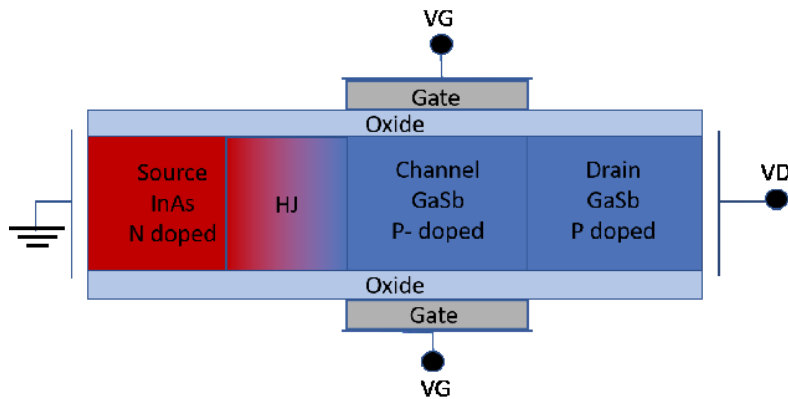 VG
Gate
Oxide
Source
InAs
N doped
HJ
Channel
GaSb
P- doped
Drain
GaSb
P doped
VD
Oxide
Gate
VG